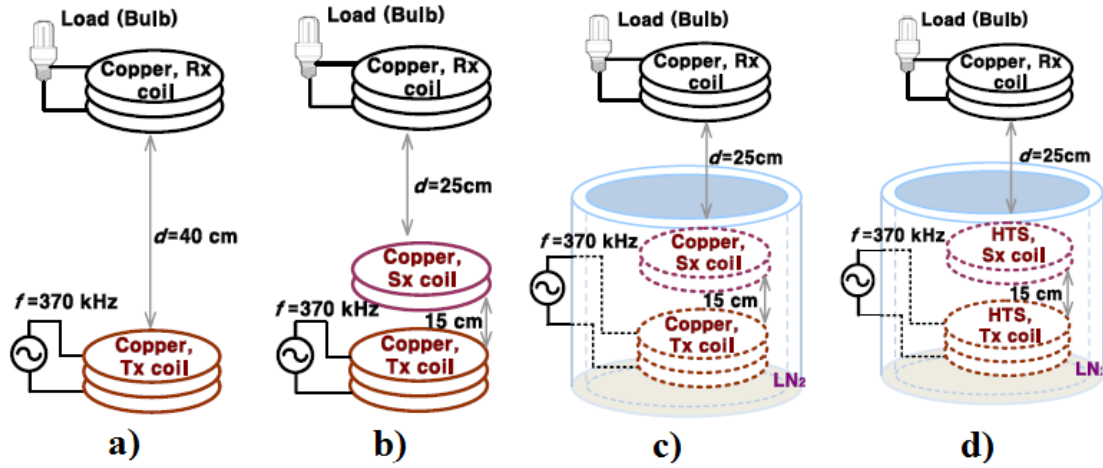 Load (Bulb)
Copper, Rx
coil
d=40 cm
f=370 kHz
Copper,
Tx coil
a)
Load (Bulb)
Copper, Rx
coil
d=25cm
Copper,
Sx coil
f=370 kHz
15 cm
Copper,
Tx coil
b)
Load (Bulb)
Copper, Rx
coil
d=25cm
f=370 kHz
Copper,
Sx coil
15 cm
Copper,
Tx coil
LN₂
c)
Load (Bulb)
Copper, Rx
coil
d=25cm
f=370 kHz
HTS,
Sx coil
15 cm
HTS,
Tx coil
d)